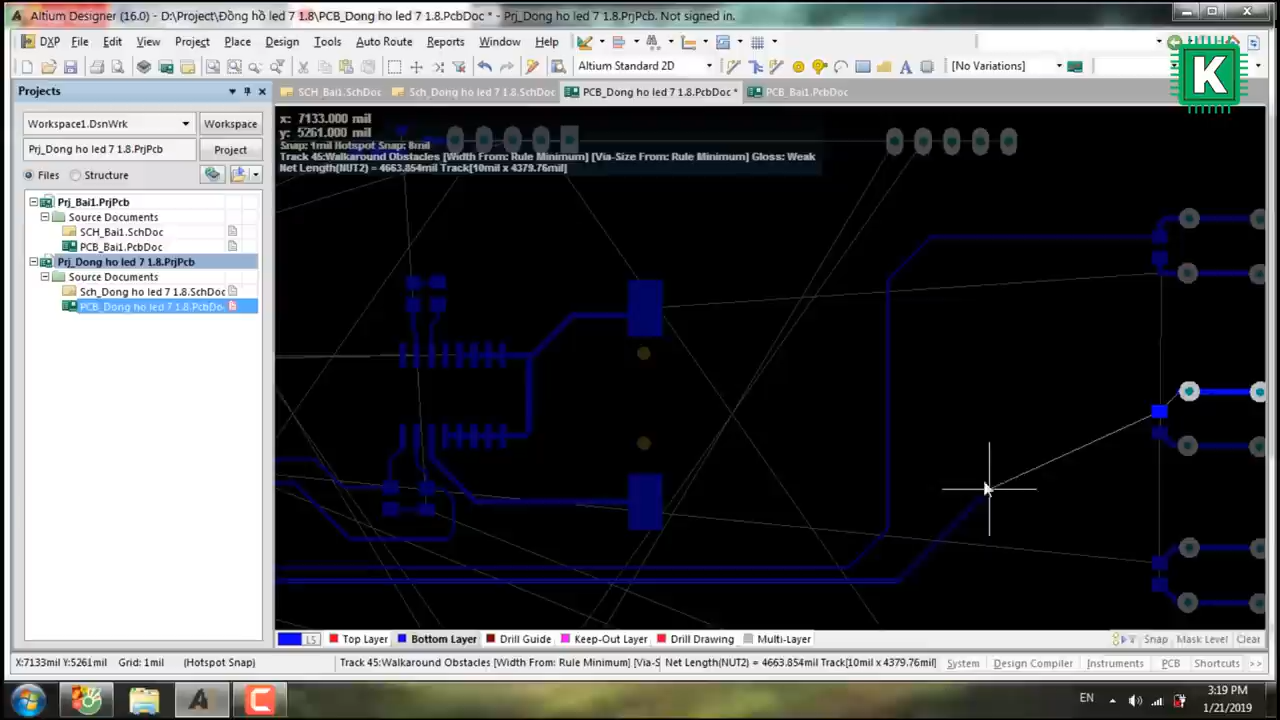 Altium Designer (16.0) - D:\Project\Đồng hồ led 7 1.8\PCB_Dong ho led 7 1.8.PcbDoc * - Prj_Dong ho led 7 1.8.PrjPcb. Not signed in.
DXP File Edit View Project Place Design Tools Auto Route Reports Window Help
Altium Standard 2D A [No Variations]
K
Projects
SCH_Bai1.SchDoc Sch_Dong ho led 7 1.8.SchDoc PCB_Dong ho led 7 1.8.PcbDoc * PCB_Bai1.PcbDoc
Workspace1.DsnWrk Workspace
Prj_Dong ho led 7 1.8.PrjPcb Project
Files Structure
x: 7133.000 mil
y: 5261.000 mil
Snap: 1mil Hotspot Snap: 8mil
Track 45:Walkaround Obstacles [Width From: Rule Minimum] [Via-Size From: Rule Minimum] Gloss: Weak
Net Length(NUT2) = 4663.854mil Track[10mil x 4379.76mil]
Prj_Bai1.PrjPcb
Source Documents
SCH_Bai1.SchDoc
PCB_Bai1.PcbDoc
Prj_Dong ho led 7 1.8.PrjPcb
Source Documents
Sch_Dong ho led 7 1.8.SchDoc
PCB_Dong ho led 7 1.8.PcbDo
LS Top Layer Bottom Layer Drill Guide Keep-Out Layer Drill Drawing Multi-Layer Snap Mask Level Clear
X:7133mil Y:5261mil Grid: 1mil (Hotspot Snap) Track 45:Walkaround Obstacles [Width From: Rule Minimum] [Via-S Net Length(NUT2) = 4663.854mil Track[10mil x 4379.76mil] System Design Compiler Instruments PCB Shortcuts >>
EN 3:19 PM
1/21/2019